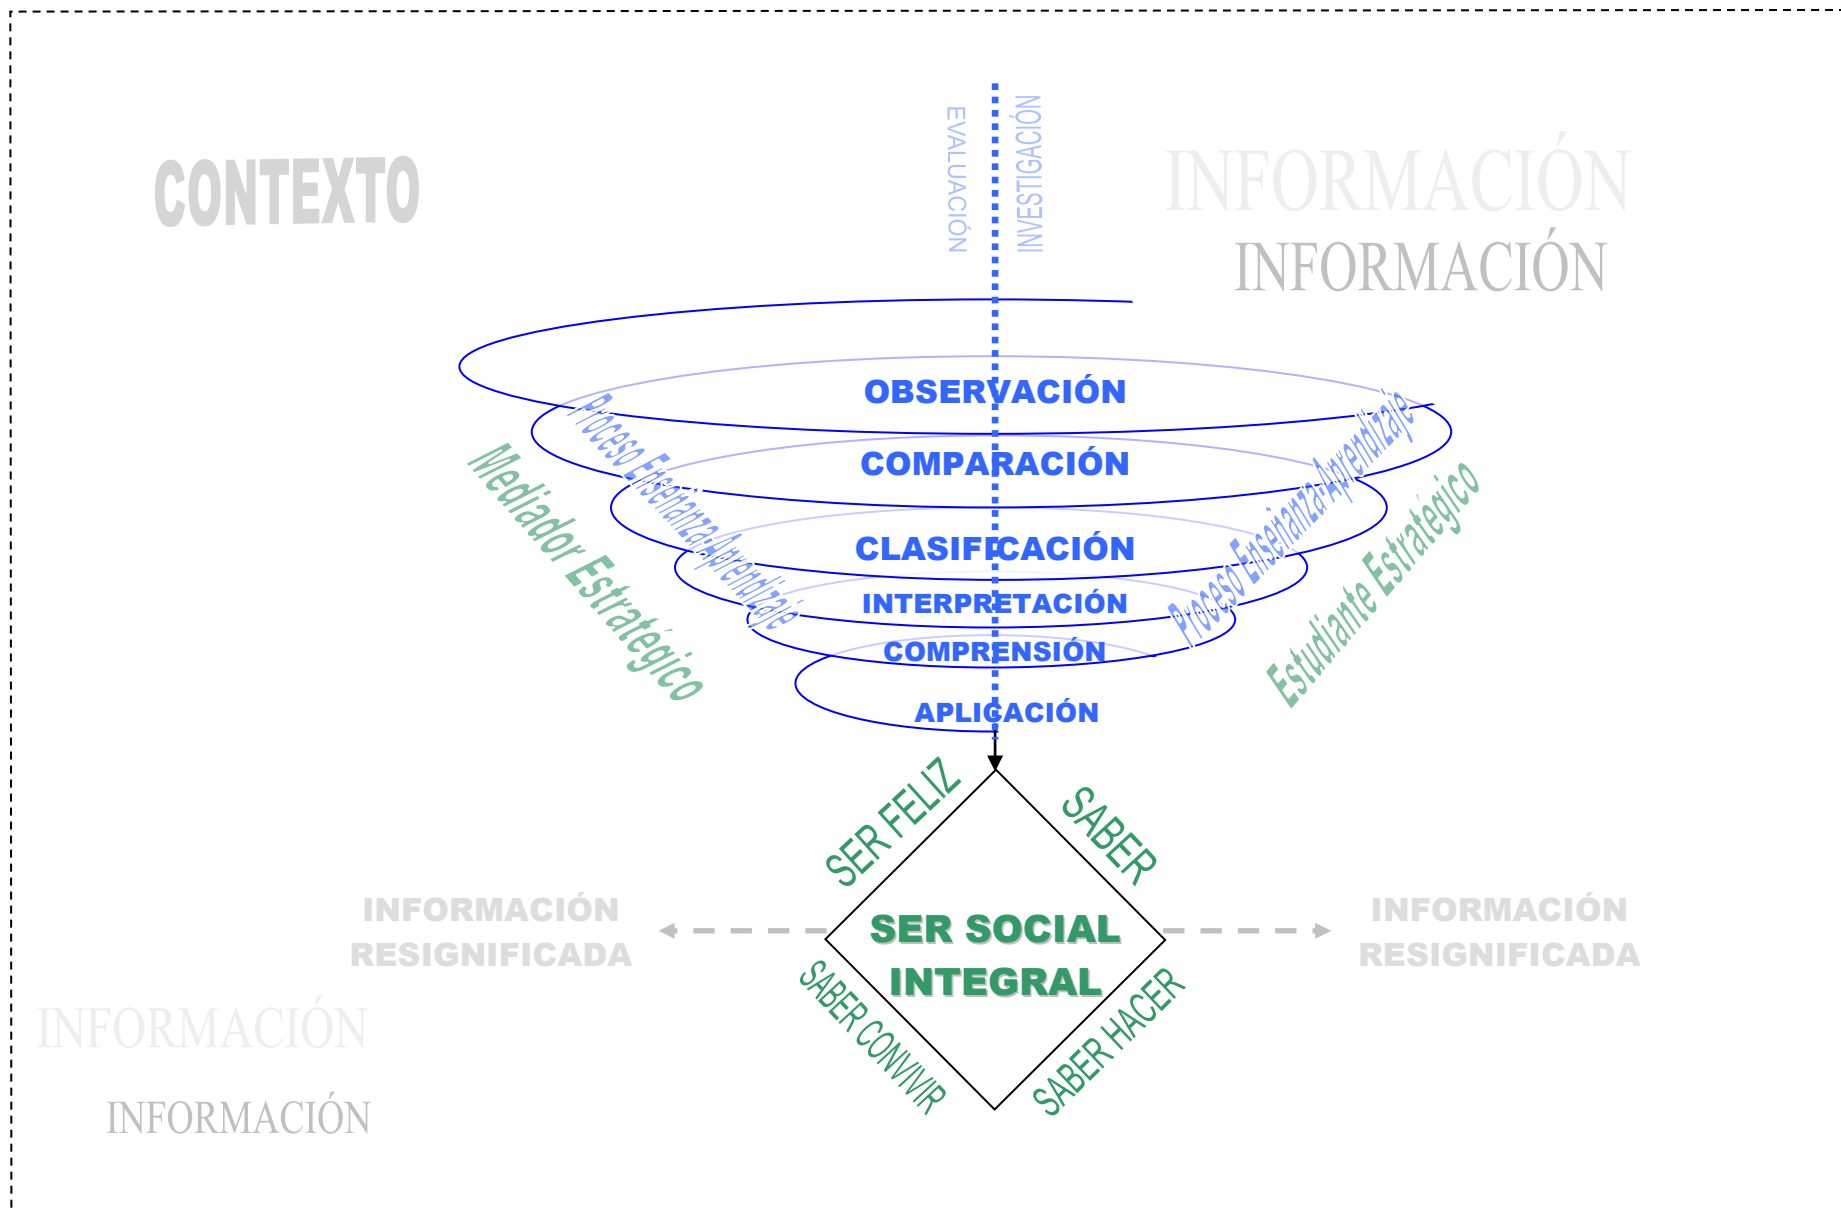 EVALUACIÓN
INVESTIGACIÓN
CONTEXTO
INFORMACIÓN
INFORMACIÓN
OBSERVACIÓN
COMPARACIÓN
CLASIFICACIÓN
INTERPRETACIÓN
COMPRENSIÓN
APLICACIÓN
Proceso Enseñanza-Aprendizaje
Mediador Estratégico
Proceso Enseñanza-Aprendizaje
Estudiante Estratégico
SER FELIZ
SABER
INFORMACIÓN
RESIGNIFICADA
SER SOCIAL
INTEGRAL
INFORMACIÓN
RESIGNIFICADA
SABER CONVIVIR
SABER HACER
INFORMACIÓN
INFORMACIÓN